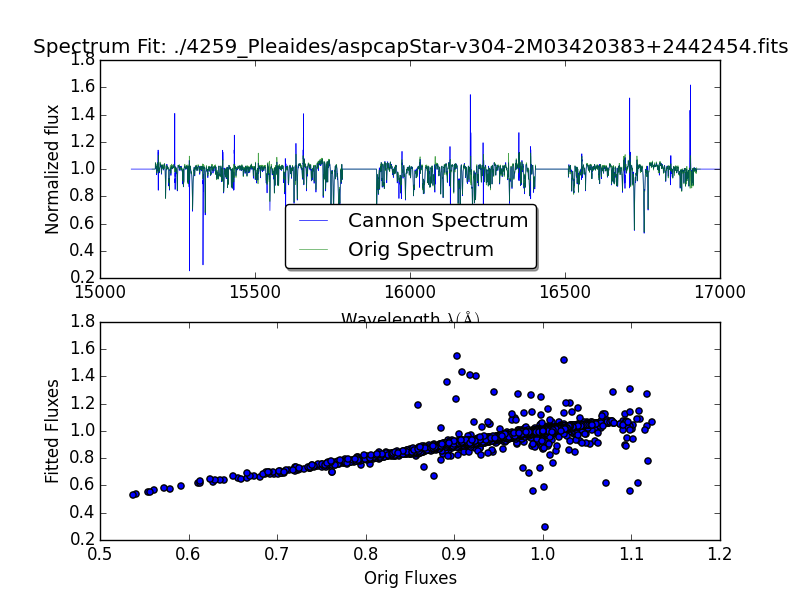 Spectrum Fit: ./4259_Pleaides/aspcapStar-v304-2M03420383+2442454.fits
Normalized flux
1.8
1.6
1.4
1.2
1.0
0.8
0.6
0.4
0.2
Cannon Spectrum
Orig Spectrum
15000 15500 16000 16500 17000
Wavelength λ(Å)
Fitted Fluxes
1.8
1.6
1.4
1.2
1.0
0.8
0.6
0.4
0.2
0.5 0.6 0.7 0.8 0.9 1.0 1.1 1.2
Orig Fluxes